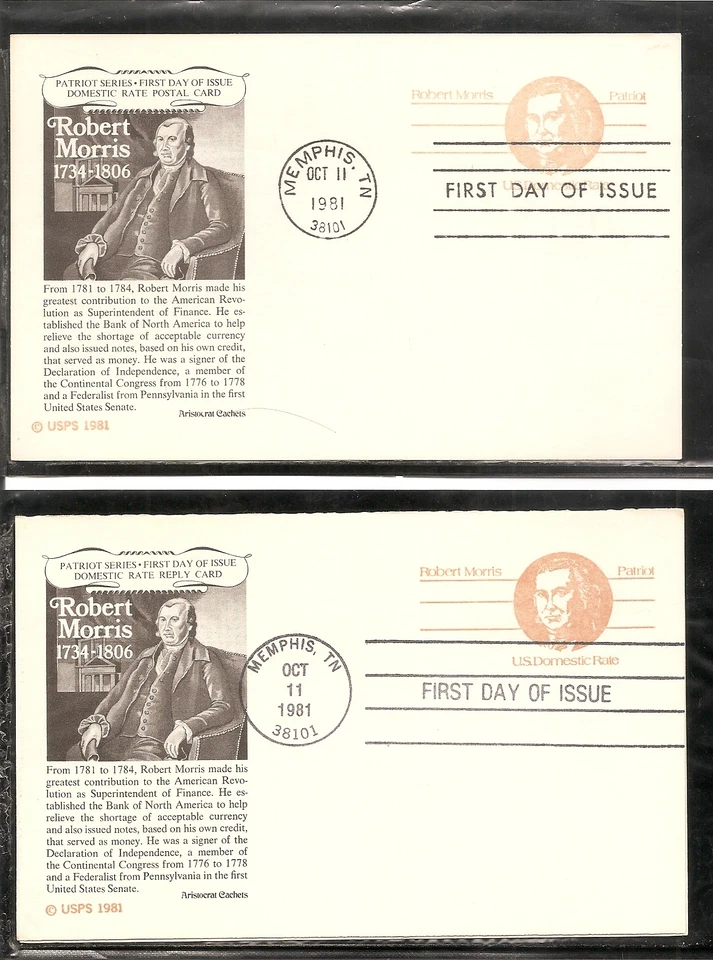 PATRIOT SERIES • FIRST DAY OF ISSUE
DOMESTIC RATE POSTAL CARD
Robert
Morris
1734-1806
From 1781 to 1784, Robert Morris made his
greatest contribution to the American Revo-
lution as Superintendent of Finance. He es-
tablished the Bank of North America to help
relieve the shortage of acceptable currency
and also issued notes, based on his own credit,
that served as money. He was a signer of the
Declaration of Independence, a member of
the Continental Congress from 1776 to 1778
and a Federalist from Pennsylvania in the first
United States Senate.
Aristocrat Cachets
© USPS 1981
MEMPHIS, TN
OCT 11
1981
38101
Robert Morris
Patriot
U.S. Domestic Rate
FIRST DAY OF ISSUE
PATRIOT SERIES • FIRST DAY OF ISSUE
DOMESTIC RATE REPLY CARD
Robert
Morris
1734-1806
From 1781 to 1784, Robert Morris made his
greatest contribution to the American Revo-
lution as Superintendent of Finance. He es-
tablished the Bank of North America to help
relieve the shortage of acceptable currency
and also issued notes, based on his own credit,
that served as money. He was a signer of the
Declaration of Independence, a member of
the Continental Congress from 1776 to 1778
and a Federalist from Pennsylvania in the first
United States Senate.
Aristocrat Cachets
© USPS 1981
MEMPHIS, TN
OCT
11
1981
38101
Robert Morris
Patriot
U.S. Domestic Rate
FIRST DAY OF ISSUE